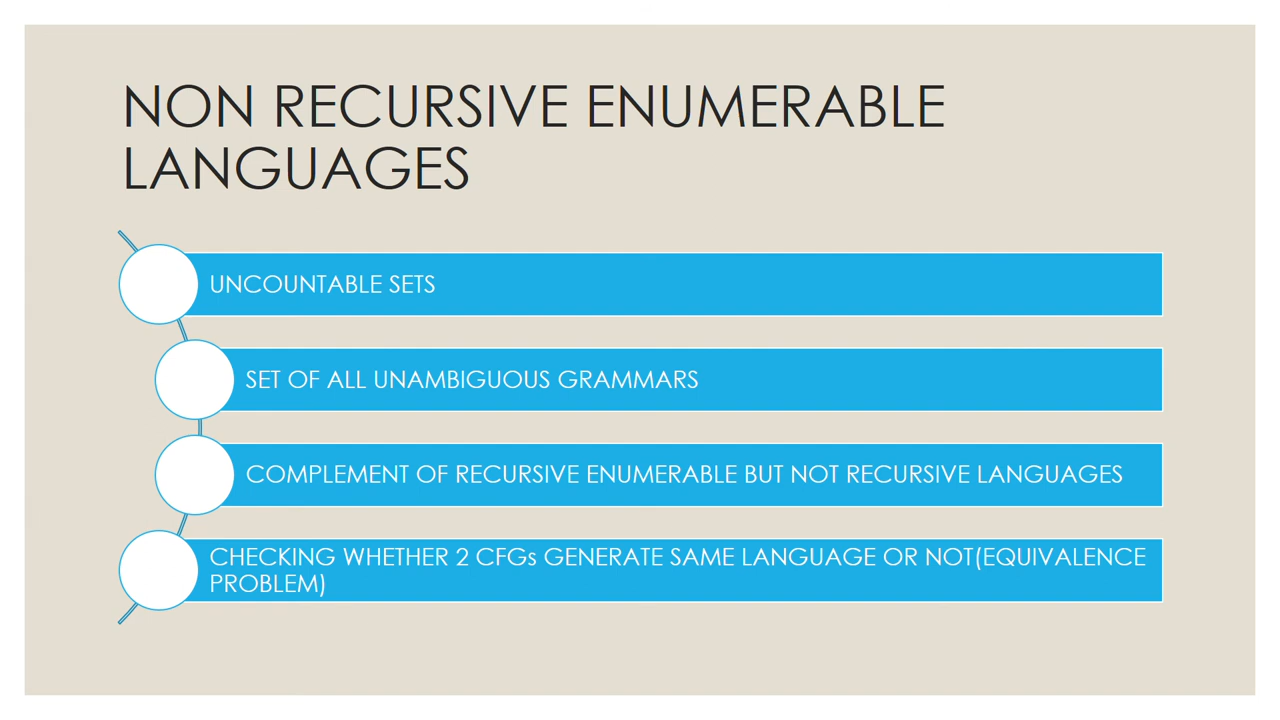 NON RECURSIVE ENUMERABLE
LANGUAGES
UNCOUNTABLE SETS
SET OF ALL UNAMBIGUOUS GRAMMARS
COMPLEMENT OF RECURSIVE ENUMERABLE BUT NOT RECURSIVE LANGUAGES
CHECKING WHETHER 2 CFGs GENERATE SAME LANGUAGE OR NOT(EQUIVALENCE
PROBLEM)